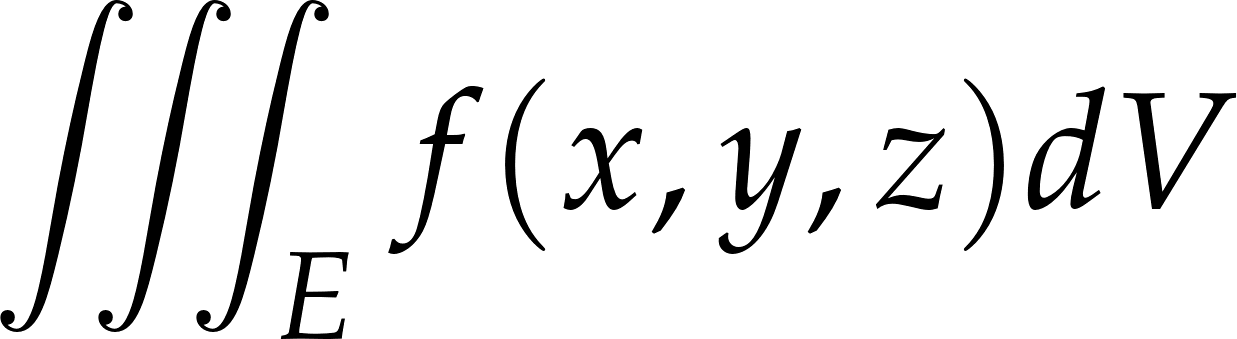 ∭_E f(x, y, z)dV